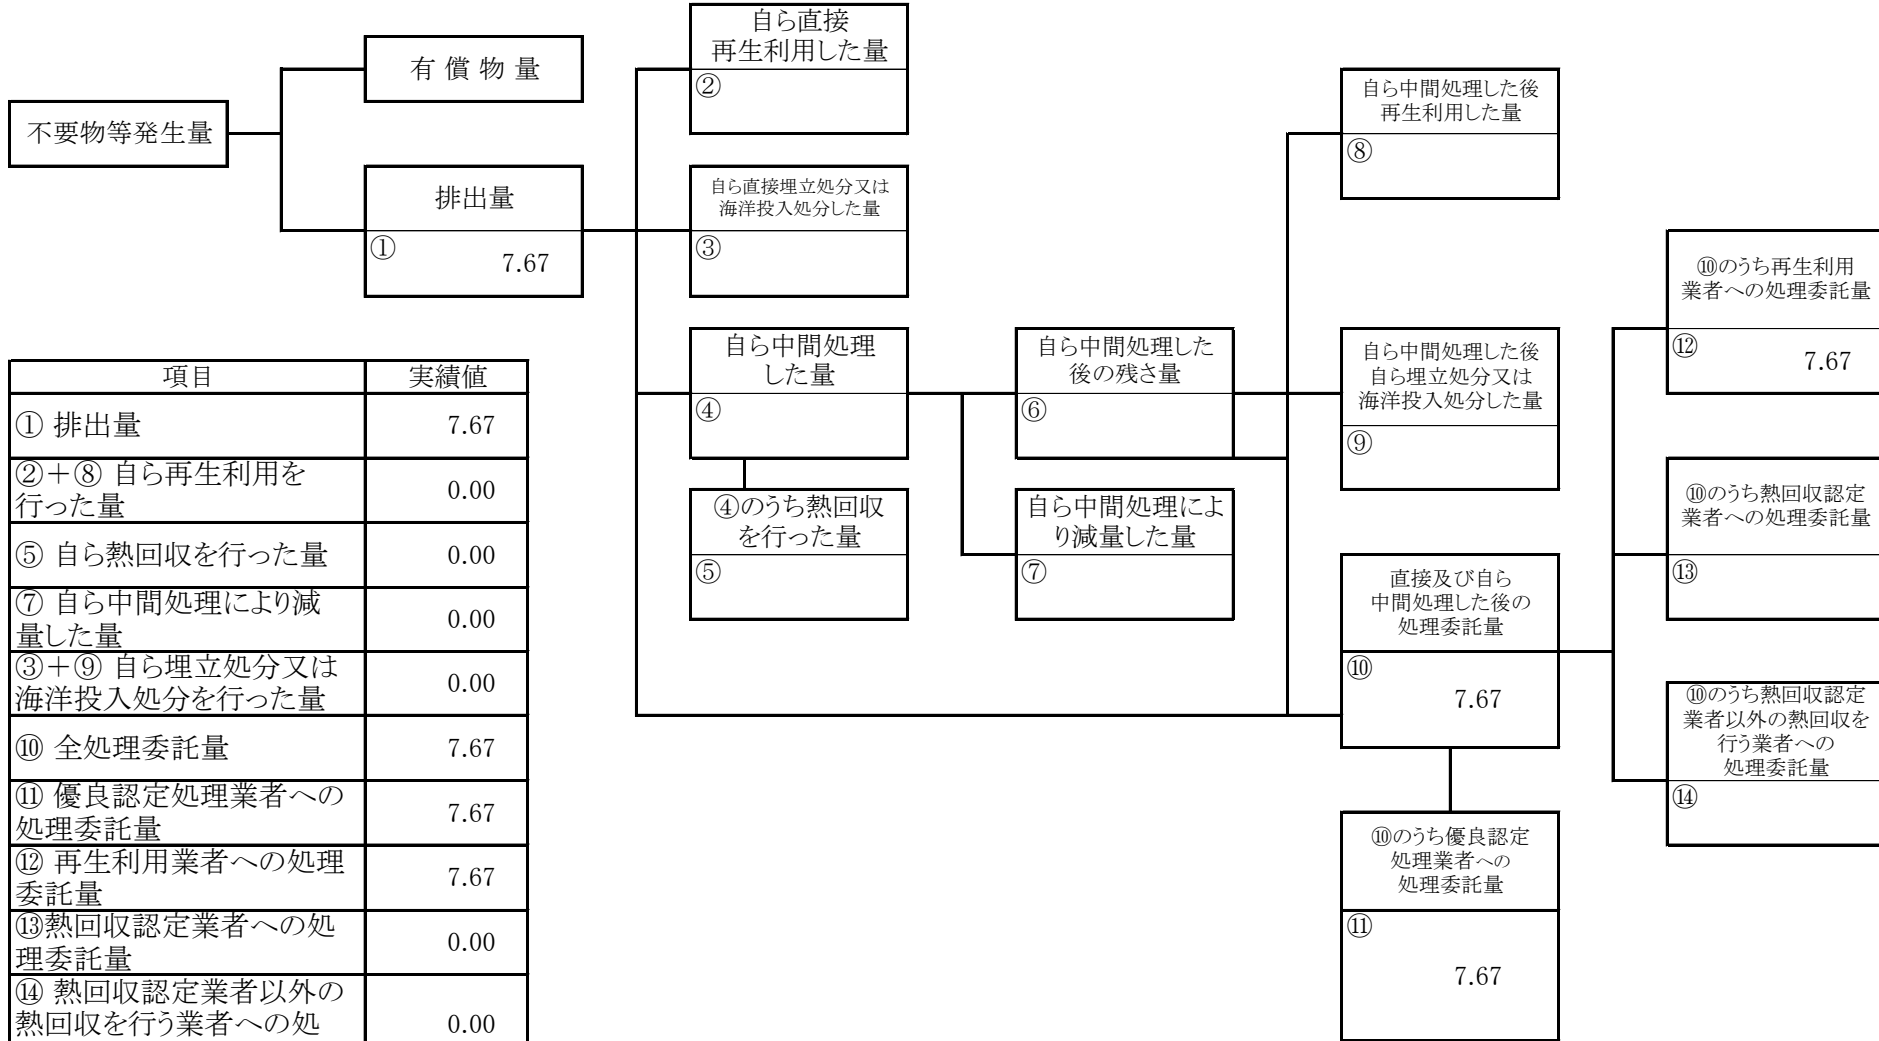 不要物等発生量
有償物量
排出量
①
7.67
自ら直接
再生利用した量
②
自ら直接埋立処分又は
海洋投入処分した量
③
自ら中間処理
した量
④
④のうち熱回収
を行った量
⑤
自ら中間処理した
後の残さ量
⑥
自ら中間処理によ
り減量した量
⑦
自ら中間処理した後
再生利用した量
⑧
自ら中間処理した後
自ら埋立処分又は
海洋投入処分した量
⑨
直接及び自ら
中間処理した後の
処理委託量
⑩
7.67
⑩のうち優良認定
処理業者への
処理委託量
⑪
7.67
⑩のうち再生利用
業者への処理委託量
⑫
7.67
⑩のうち熱回収認定
業者への処理委託量
⑬
⑩のうち熱回収認定
業者以外の熱回収を
行う業者への
処理委託量
⑭
項目 実績値
① 排出量 7.67
②＋⑧ 自ら再生利用を
行った量 0.00
⑤ 自ら熱回収を行った量 0.00
⑦ 自ら中間処理により減
量した量 0.00
③＋⑨ 自ら埋立処分又は
海洋投入処分を行った量 0.00
⑩ 全処理委託量 7.67
⑪ 優良認定処理業者への
処理委託量 7.67
⑫ 再生利用業者への処理
委託量 7.67
⑬熱回収認定業者への処
理委託量 0.00
⑭ 熱回収認定業者以外の
熱回収を行う業者への処 0.00